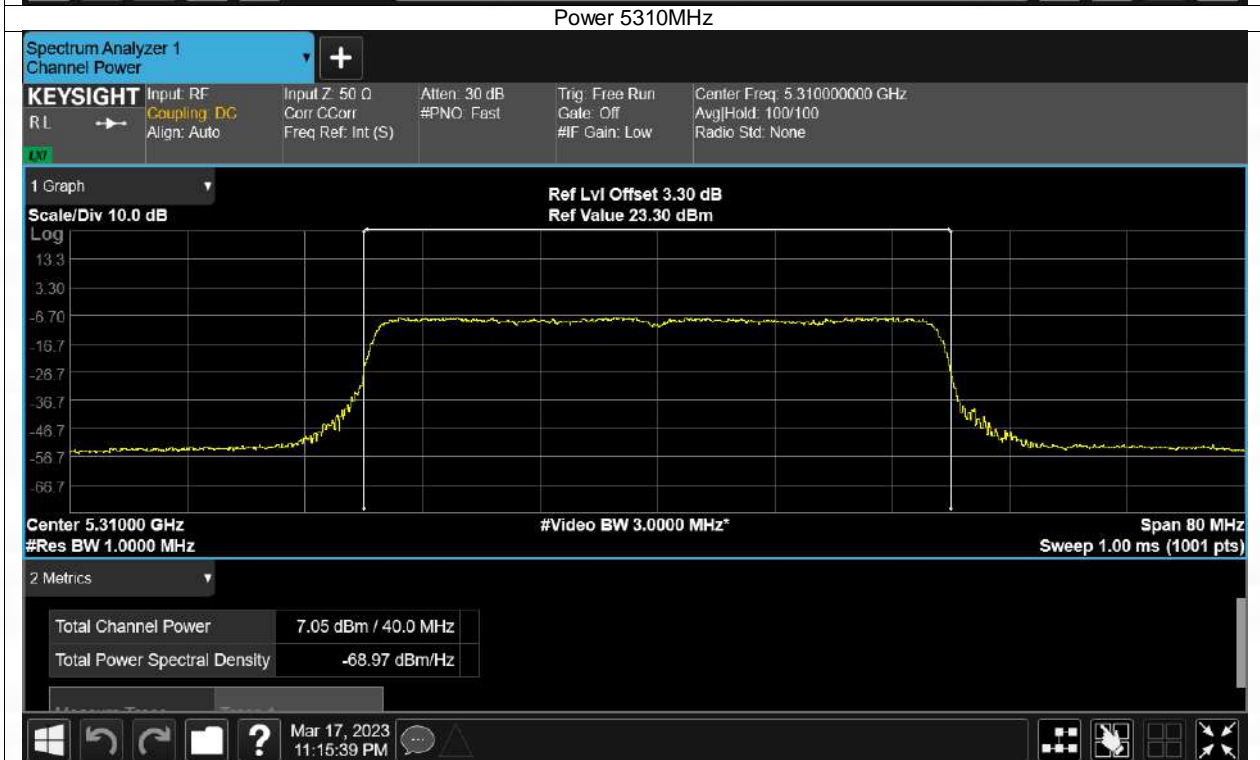 Power 5310MHz
Spectrum Analyzer 1
Channel Power
+
KEYSIGHT
RL
LXI
Input: RF
Coupling: DC
Align: Auto
Input Z: 50 Ω
Corr CCorr
Freq Ref: Int (S)
Atten: 30 dB
#PNO: Fast
Trig: Free Run
Gate: Off
#IF Gain: Low
Center Freq: 5.310000000 GHz
Avg|Hold: 100/100
Radio Std: None
1 Graph
Scale/Div 10.0 dB
Ref Lvl Offset 3.30 dB
Ref Value 23.30 dBm
Log
13.3
3.30
-6.70
-16.7
-26.7
-36.7
-46.7
-56.7
-66.7
Center 5.31000 GHz
#Video BW 3.0000 MHz*
Span 80 MHz
#Res BW 1.0000 MHz
Sweep 1.00 ms (1001 pts)
2 Metrics
Total Channel Power 7.05 dBm / 40.0 MHz
Total Power Spectral Density -68.97 dBm/Hz
?
Mar 17, 2023
11:15:39 PM